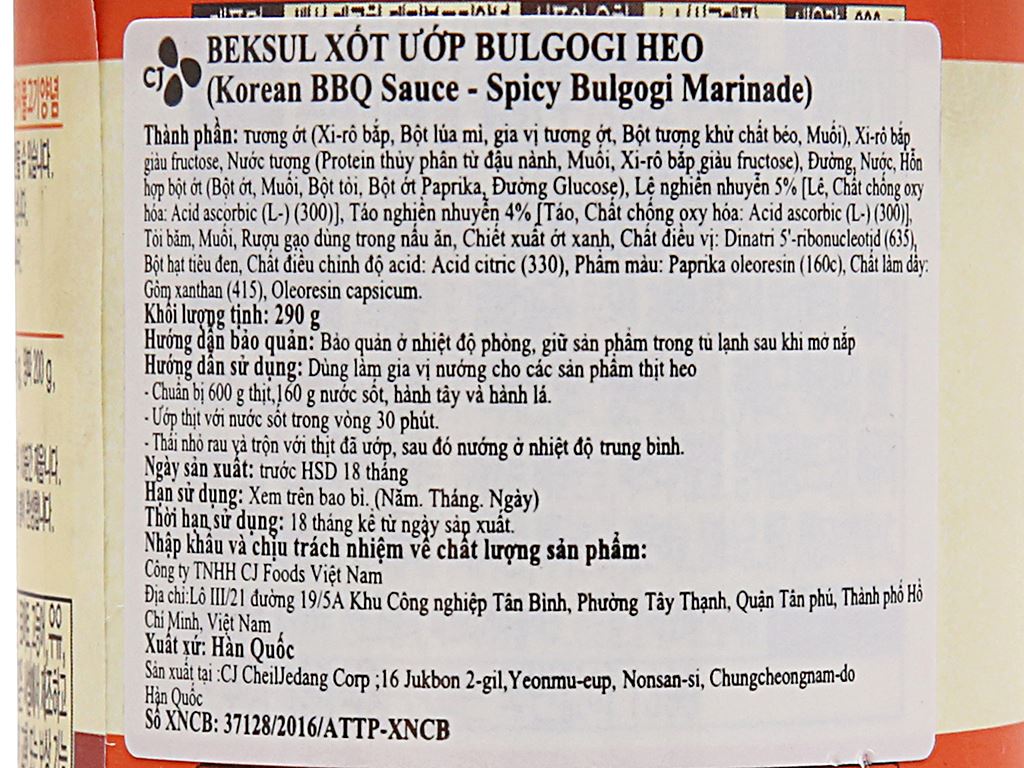 CJ
BEKSUL XỐT ƯỚP BULGOGI HEO
(Korean BBQ Sauce - Spicy Bulgogi Marinade)
Thành phần: Tương ớt (Xi-rô bắp, Bột lúa mì, gia vị tương ớt, Bột tương khử chất béo, Muối), Xi-rô bắp
giàu fructose, Nước tượng (Protein thủy phân từ đậu nành, Muối, Xi-rô bắp giàu fructose), Đường, Nước, Hỗn
hợp bột ớt (Bột ớt, Muối, Bột tỏi, Bột ớt Paprika, Đường Glucose), Lê nghiền nhuyễn 5% [Lê, Chất chống oxy
hóa: Acid ascorbic (L-) (300)], Táo nghiền nhuyễn 4% [Táo, Chất chống oxy hóa: Acid ascorbic (L-) (300)],
Tỏi băm, Muối, Rượu gạo dùng trong nấu ăn, Chiết xuất ớt xanh, Chất điều vị: Dinatri 5'-ribonucleotid (635),
Bột hạt tiêu đen, Chất điều chỉnh độ acid: Acid citric (330), Phẩm màu: Paprika oleoresin (160c), Chất làm dầy:
Gôm xanthan (415), Oleoresin capsicum.
Khối lượng tịnh: 290 g
Hướng dẫn bảo quản: Bảo quản ở nhiệt độ phòng, giữ sản phẩm trong tủ lạnh sau khi mở nắp
Hướng dẫn sử dụng: Dùng làm gia vị nướng cho các sản phẩm thịt heo
- Chuẩn bị 600 g thịt,160 g nước sốt, hành tây và hành lá.
- Ướp thịt với nước sốt trong vòng 30 phút.
- Thái nhỏ rau và trộn với thịt đã ướp, sau đó nướng ở nhiệt độ trung bình.
Ngày sản xuất: trước HSD 18 tháng
Hạn sử dụng: Xem trên bao bì. (Năm. Tháng. Ngày)
Thời hạn sử dụng: 18 tháng kể từ ngày sản xuất.
Nhập khẩu và chịu trách nhiệm về chất lượng sản phẩm:
Công ty TNHH CJ Foods Việt Nam
Địa chỉ:Lô III/21 đường 19/5A Khu Công nghiệp Tân Bình, Phường Tây Thạnh, Quận Tân phú, Thành phố Hồ
Chí Minh, Việt Nam
Xuất xứ: Hàn Quốc
Sản xuất tại :CJ CheilJedang Corp ;16 Jukbon 2-gil,Yeonmu-eup, Nonsan-si, Chungcheongnam-do
Hàn Quốc
Số XNCB: 37128/2016/ATTP-XNCB